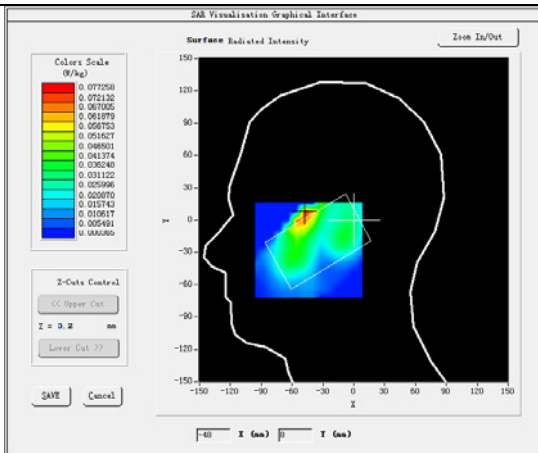 SAR Visualisation Graphical Interface
Surface Radiated Intensity
Zoom In/Out
Colors Scale
(W/kg)
0.077258
0.072132
0.067005
0.061879
0.056753
0.051627
0.046501
0.041374
0.036248
0.031122
0.025996
0.020870
0.015743
0.010617
0.005491
0.000365
Z-Cuts Control
<< Upper Cut
Z = 0.2 mm
Lower Cut >>
SAVE Cancel
150
120
90
60
30
0
-30
-60
-90
-120
-150
Y
-150 -120 -90 -60 -30 0 30 60 90 120 150
X
-48 X (mm) 8 Y (mm)